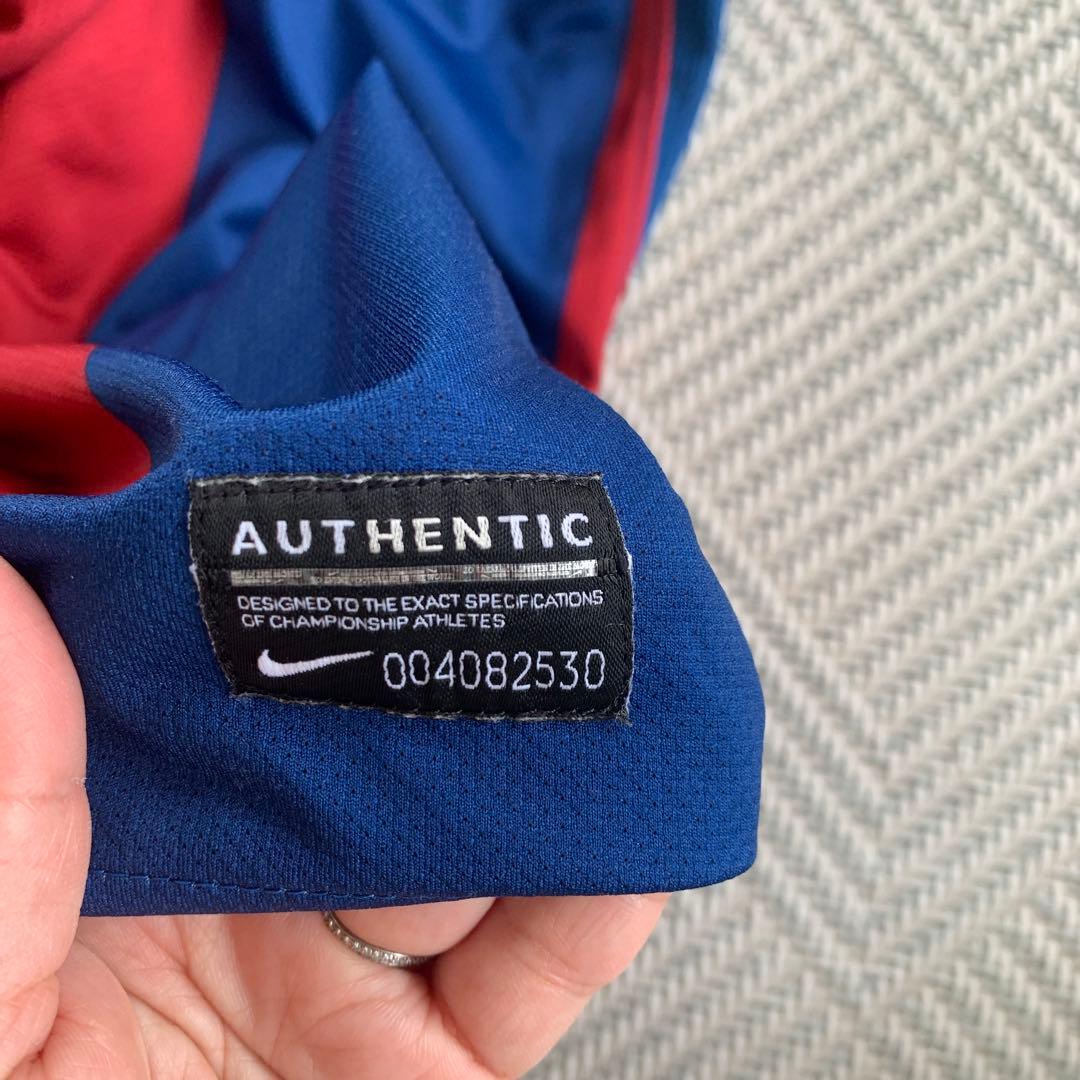 AUTHENTIC
DESIGNED TO THE EXACT SPECIFICATIONS
OF CHAMPIONSHIP ATHLETES
004082530